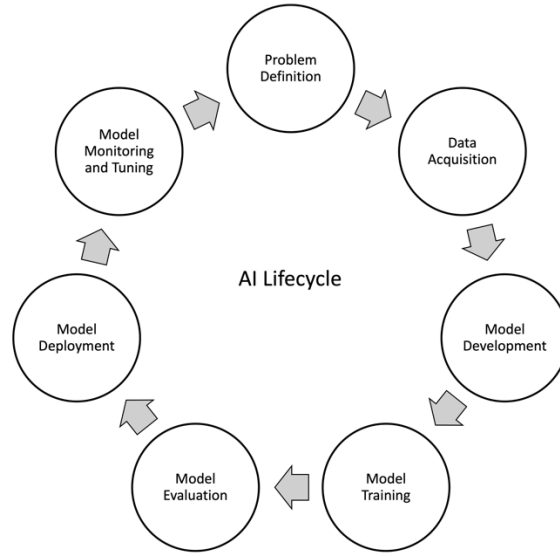 Problem
Definition
Data
Acquisition
Model
Development
Model
Training
Model
Evaluation
Model
Deployment
Model
Monitoring
and Tuning
AI Lifecycle